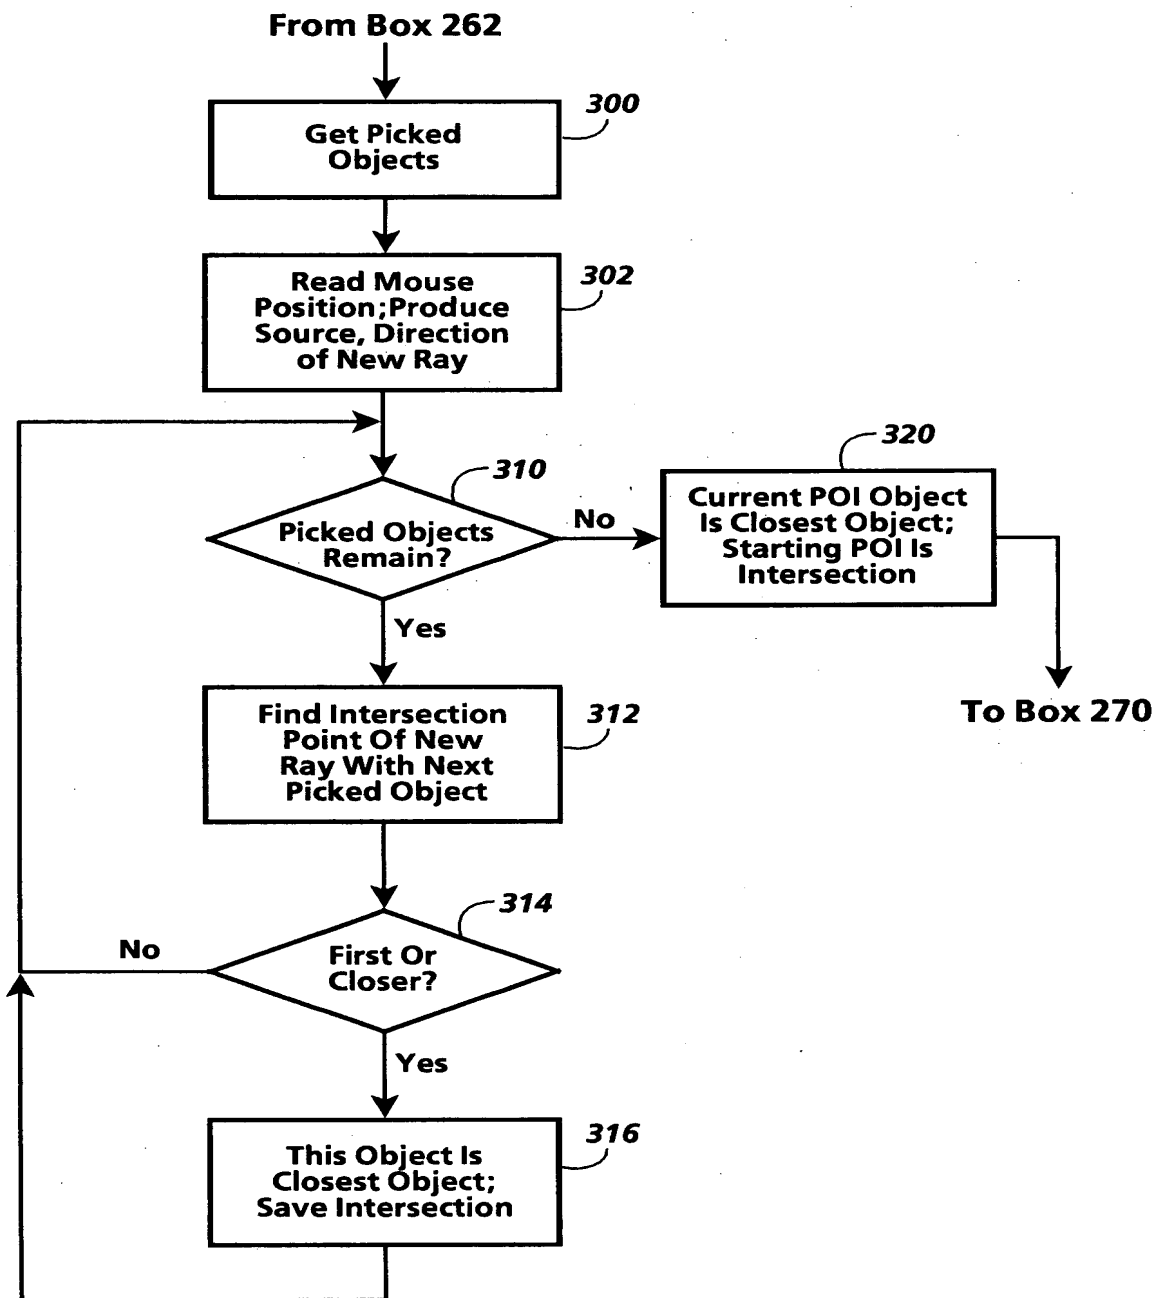 From Box 262
300
Get Picked
Objects
302
Read Mouse
Position;Produce
Source, Direction
of New Ray
310
Picked Objects
Remain?
No
320
Current POI Object
Is Closest Object;
Starting POI Is
Intersection
Yes
To Box 270
312
Find Intersection
Point Of New
Ray With Next
Picked Object
314
First Or
Closer?
No
Yes
316
This Object Is
Closest Object;
Save Intersection